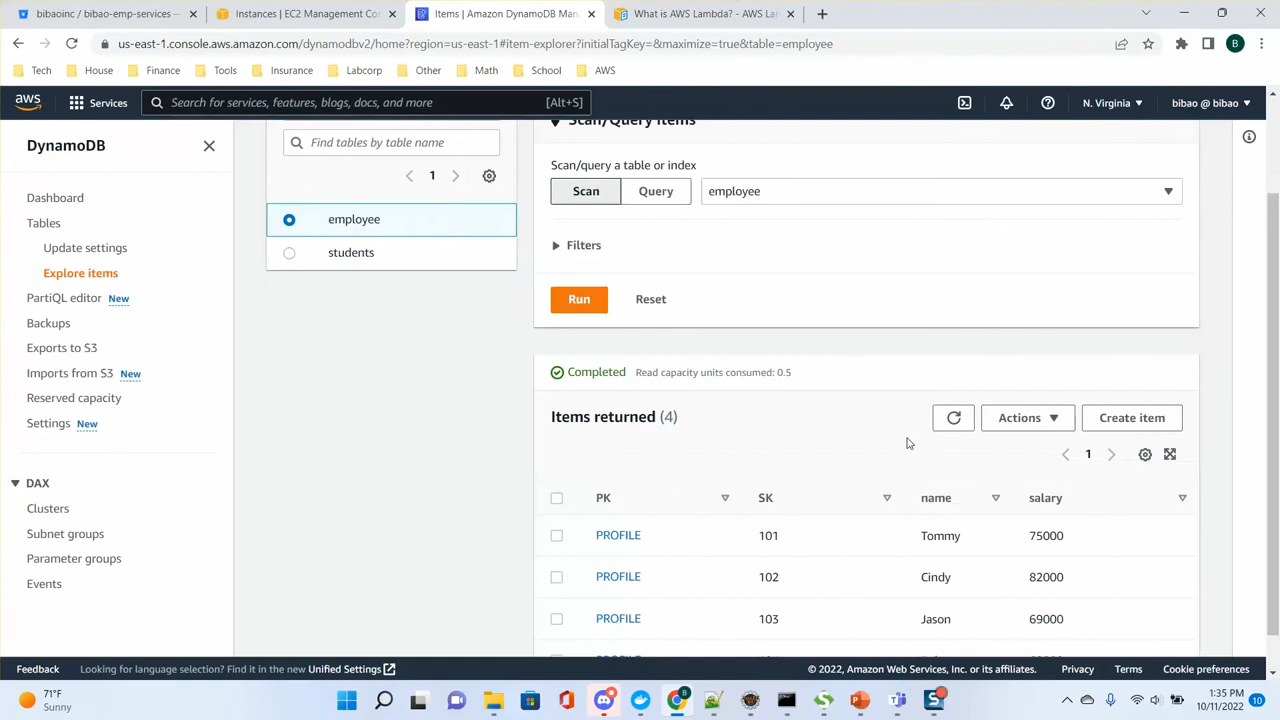 bibaoinc / bibao-emp-services —
Instances | EC2 Management Co
Items | Amazon DynamoDB Man
What is AWS Lambda? - AWS La
us-east-1.console.aws.amazon.com/dynamodbv2/home?region=us-east-1#item-explorer?initialTagKey=&maximize=true&table=employee
B
Tech
House
Finance
Tools
Insurance
Labcorp
Other
Math
School
AWS
aws
Services
Search for services, features, blogs, docs, and more
[Alt+S]
N. Virginia
bibao @ bibao
DynamoDB
Dashboard
Tables
Update settings
Explore items
PartiQL editor New
Backups
Exports to S3
Imports from S3 New
Reserved capacity
Settings New
DAX
Clusters
Subnet groups
Parameter groups
Events
Find tables by table name
1
employee
students
Scan/Query items
Scan/query a table or index
Scan
Query
employee
Filters
Run
Reset
Completed
Read capacity units consumed: 0.5
Items returned (4)
Actions
Create item
1
PK SK name salary
PROFILE 101 Tommy 75000
PROFILE 102 Cindy 82000
PROFILE 103 Jason 69000
Feedback
Looking for language selection? Find it in the new Unified Settings
© 2022, Amazon Web Services, Inc. or its affiliates.
Privacy
Terms
Cookie preferences
71°F
Sunny
1:35 PM
10/11/2022
10